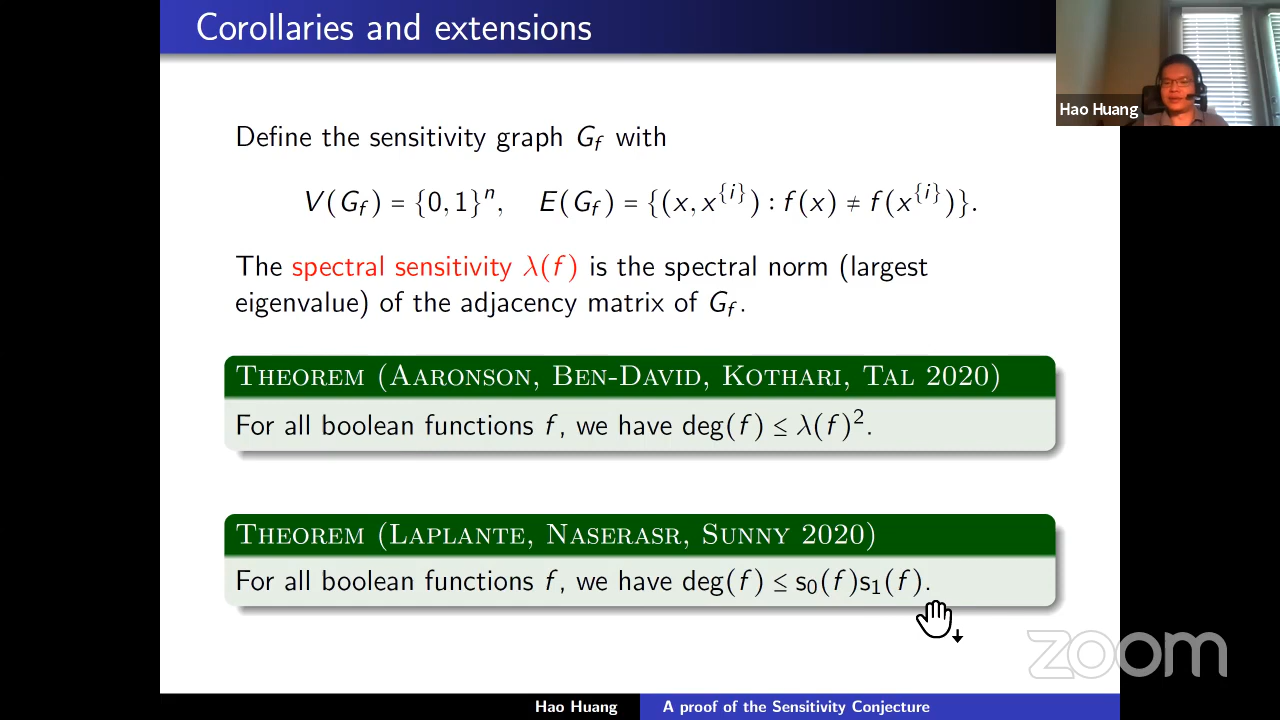 Corollaries and extensions
Hao Huang
Define the sensitivity graph G_f with
V(G_f) = {0, 1}^n, E(G_f) = {(x, x^{i}) : f(x) ≠ f(x^{i})}.
The spectral sensitivity λ(f) is the spectral norm (largest
eigenvalue) of the adjacency matrix of G_f.
THEOREM (AARONSON, BEN-DAVID, KOTHARI, TAL 2020)
For all boolean functions f, we have deg(f) ≤ λ(f)^2.
THEOREM (LAPLANTE, NASERASR, SUNNY 2020)
For all boolean functions f, we have deg(f) ≤ s_0(f)s_1(f).
zoom
Hao Huang A proof of the Sensitivity Conjecture